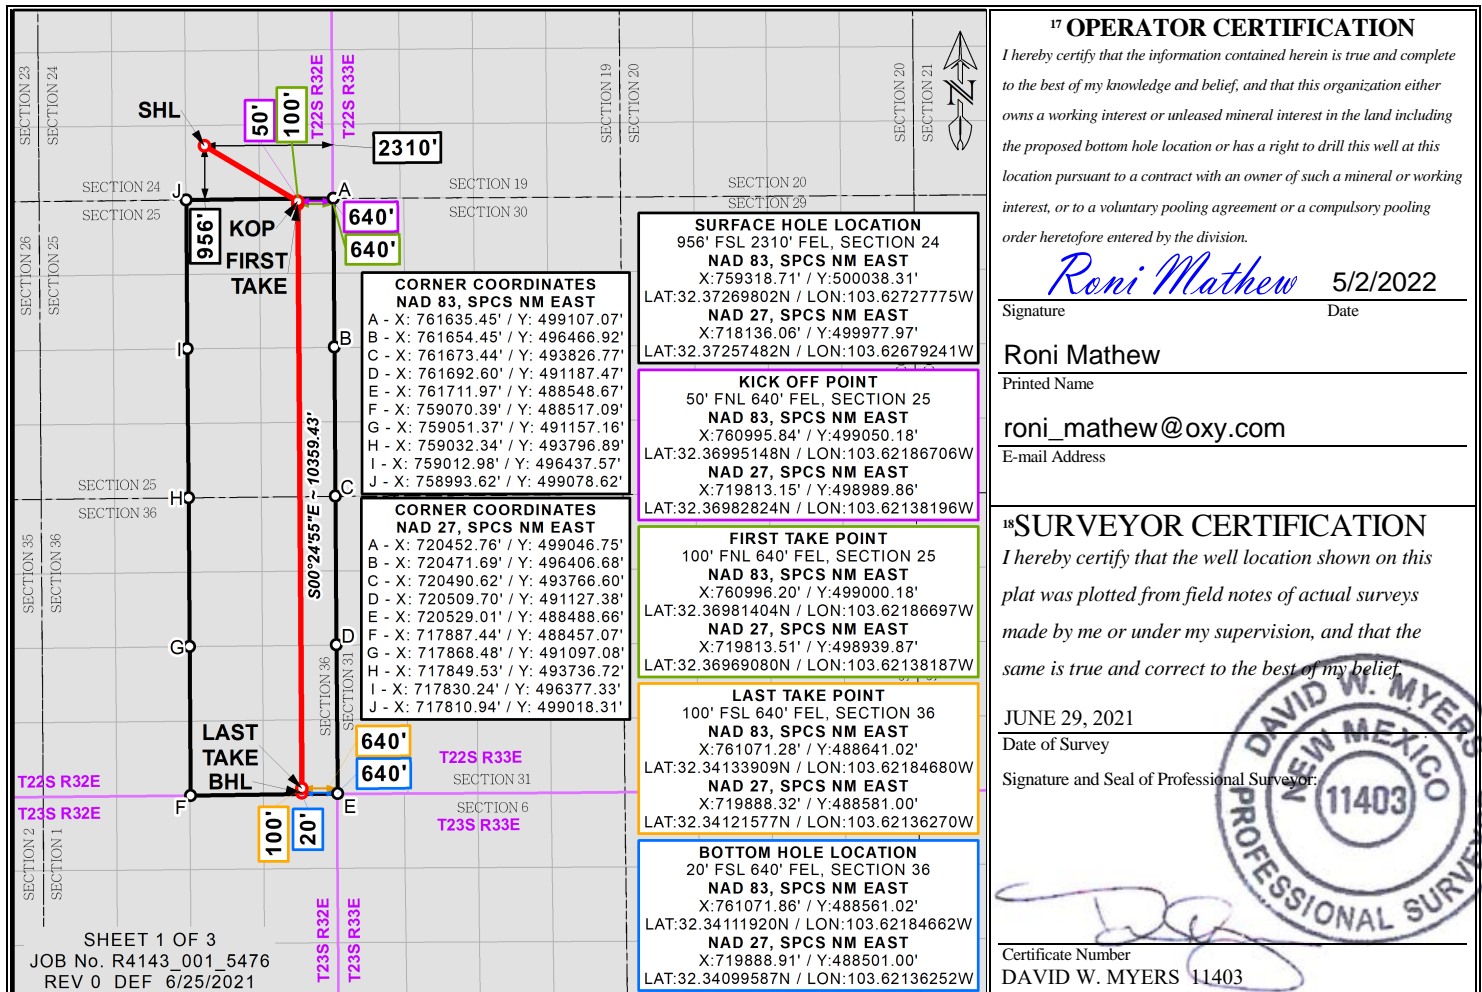 SECTION 23
SECTION 24
T22S R32E
T22S R33E
SECTION 19
SECTION 20
SECTION 20
SECTION 21
N
SHL
50'
100'
2310'
SECTION 24
SECTION 25
J
A
SECTION 19
SECTION 30
SECTION 20
SECTION 29
956'
KOP
FIRST
TAKE
640'
640'
SECTION 26
SECTION 25
I
B
H
C
SECTION 25
SECTION 36
S00°24'55"E ~ 10359.43'
SECTION 35
SECTION 36
G
D
SECTION 36
SECTION 31
LAST
TAKE
BHL
640'
640'
T22S R32E
T23S R32E
T22S R33E
SECTION 31
SECTION 6
T23S R33E
F
E
100'
20'
SECTION 2
SECTION 1
T23S R32E
T23S R33E
CORNER COORDINATES
NAD 83, SPCS NM EAST
A - X: 761635.45' / Y: 499107.07'
B - X: 761654.45' / Y: 496466.92'
C - X: 761673.44' / Y: 493826.77'
D - X: 761692.60' / Y: 491187.47'
E - X: 761711.97' / Y: 488548.67'
F - X: 759070.39' / Y: 488517.09'
G - X: 759051.37' / Y: 491157.16'
H - X: 759032.34' / Y: 493796.89'
I - X: 759012.98' / Y: 496437.57'
J - X: 758993.62' / Y: 499078.62'
CORNER COORDINATES
NAD 27, SPCS NM EAST
A - X: 720452.76' / Y: 499046.75'
B - X: 720471.69' / Y: 496406.68'
C - X: 720490.62' / Y: 493766.60'
D - X: 720509.70' / Y: 491127.38'
E - X: 720529.01' / Y: 488488.66'
F - X: 717887.44' / Y: 488457.07'
G - X: 717868.48' / Y: 491097.08'
H - X: 717849.53' / Y: 493736.72'
I - X: 717830.24' / Y: 496377.33'
J - X: 717810.94' / Y: 499018.31'
SURFACE HOLE LOCATION
956' FSL 2310' FEL, SECTION 24
NAD 83, SPCS NM EAST
X:759318.71' / Y:500038.31'
LAT:32.37269802N / LON:103.62727775W
NAD 27, SPCS NM EAST
X:718136.06' / Y:499977.97'
LAT:32.37257482N / LON:103.62679241W
KICK OFF POINT
50' FNL 640' FEL, SECTION 25
NAD 83, SPCS NM EAST
X:760995.84' / Y:499050.18'
LAT:32.36995148N / LON:103.62186706W
NAD 27, SPCS NM EAST
X:719813.15' / Y:498989.86'
LAT:32.36982824N / LON:103.62138196W
FIRST TAKE POINT
100' FNL 640' FEL, SECTION 25
NAD 83, SPCS NM EAST
X:760996.20' / Y:499000.18'
LAT:32.36981404N / LON:103.62186697W
NAD 27, SPCS NM EAST
X:719813.51' / Y:498939.87'
LAT:32.36969080N / LON:103.62138187W
LAST TAKE POINT
100' FSL 640' FEL, SECTION 36
NAD 83, SPCS NM EAST
X:761071.28' / Y:488641.02'
LAT:32.34133909N / LON:103.62184680W
NAD 27, SPCS NM EAST
X:719888.32' / Y:488581.00'
LAT:32.34121577N / LON:103.62136270W
BOTTOM HOLE LOCATION
20' FSL 640' FEL, SECTION 36
NAD 83, SPCS NM EAST
X:761071.86' / Y:488561.02'
LAT:32.34111920N / LON:103.62184662W
NAD 27, SPCS NM EAST
X:719888.91' / Y:488501.00'
LAT:32.34099587N / LON:103.62136252W
SHEET 1 OF 3
JOB No. R4143_001_5476
REV 0 DEF 6/25/2021
17 OPERATOR CERTIFICATION
I hereby certify that the information contained herein is true and complete
to the best of my knowledge and belief, and that this organization either
owns a working interest or unleased mineral interest in the land including
the proposed bottom hole location or has a right to drill this well at this
location pursuant to a contract with an owner of such a mineral or working
interest, or to a voluntary pooling agreement or a compulsory pooling
order heretofore entered by the division.
Roni Mathew 5/2/2022
Signature Date
Roni Mathew
Printed Name
roni_mathew@oxy.com
E-mail Address
18 SURVEYOR CERTIFICATION
I hereby certify that the well location shown on this
plat was plotted from field notes of actual surveys
made by me or under my supervision, and that the
sane is true and correct to the best of my belief.
JUNE 29, 2021
Date of Survey
Signature and Seal of Professional Surveyor:
DAVID W. MYERS
NEW MEXICO
11403
PROFESSIONAL SURVEY
Certificate Number
DAVID W. MYERS 11403